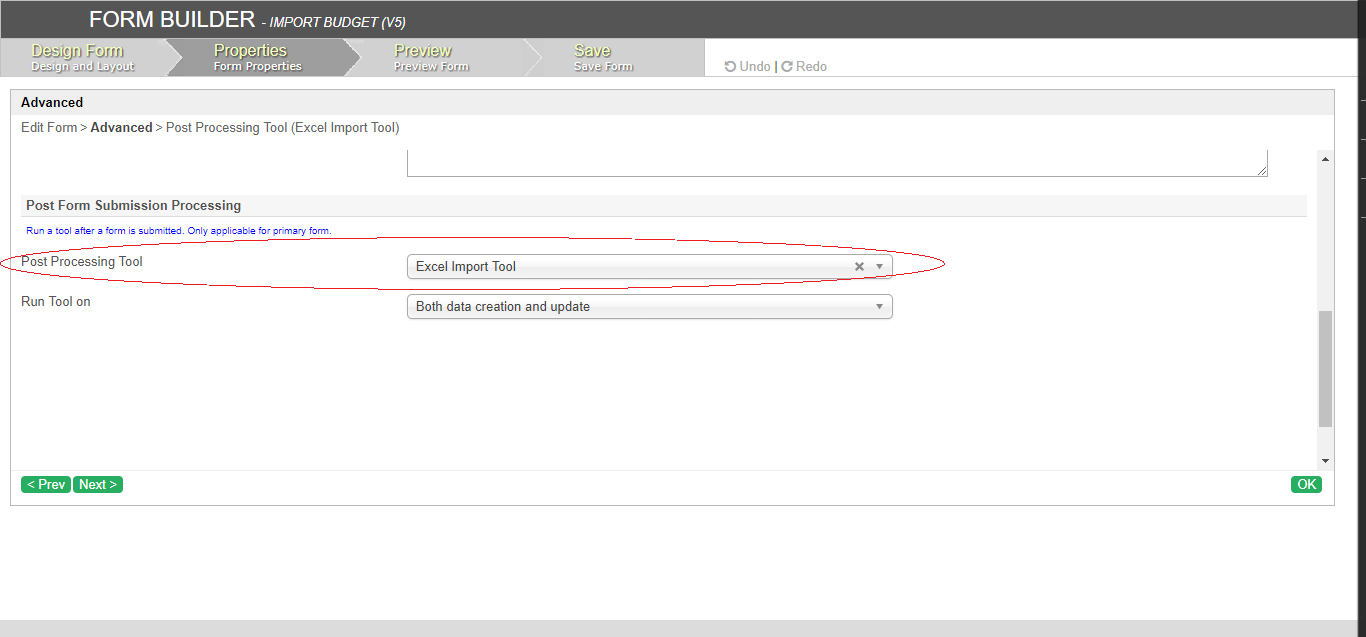 FORM BUILDER - IMPORT BUDGET (V5)
Design Form
Design and Layout
Properties
Form Properties
Preview
Preview Form
Save
Save Form
Undo | Redo
Advanced
Edit Form > Advanced > Post Processing Tool (Excel Import Tool)
Post Form Submission Processing
Run a tool after a form is submitted. Only applicable for primary form.
Post Processing Tool
Excel Import Tool
Run Tool on
Both data creation and update
< Prev
Next >
OK